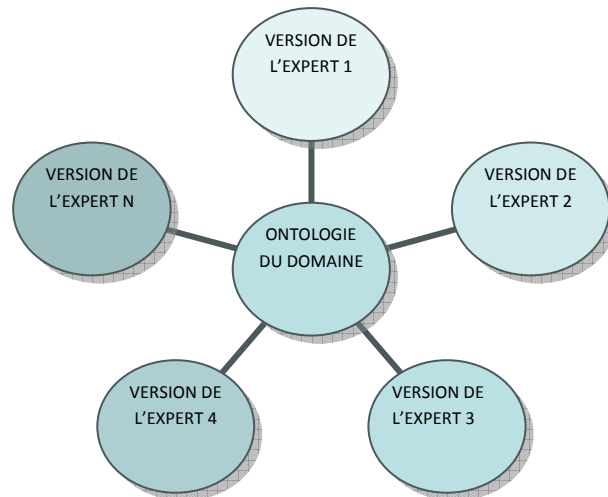 VERSION DE
L'EXPERT 1
VERSION DE
L'EXPERT N
VERSION DE
L'EXPERT 2
ONTOLOGIE
DU DOMAINE
VERSION DE
L'EXPERT 4
VERSION DE
L'EXPERT 3